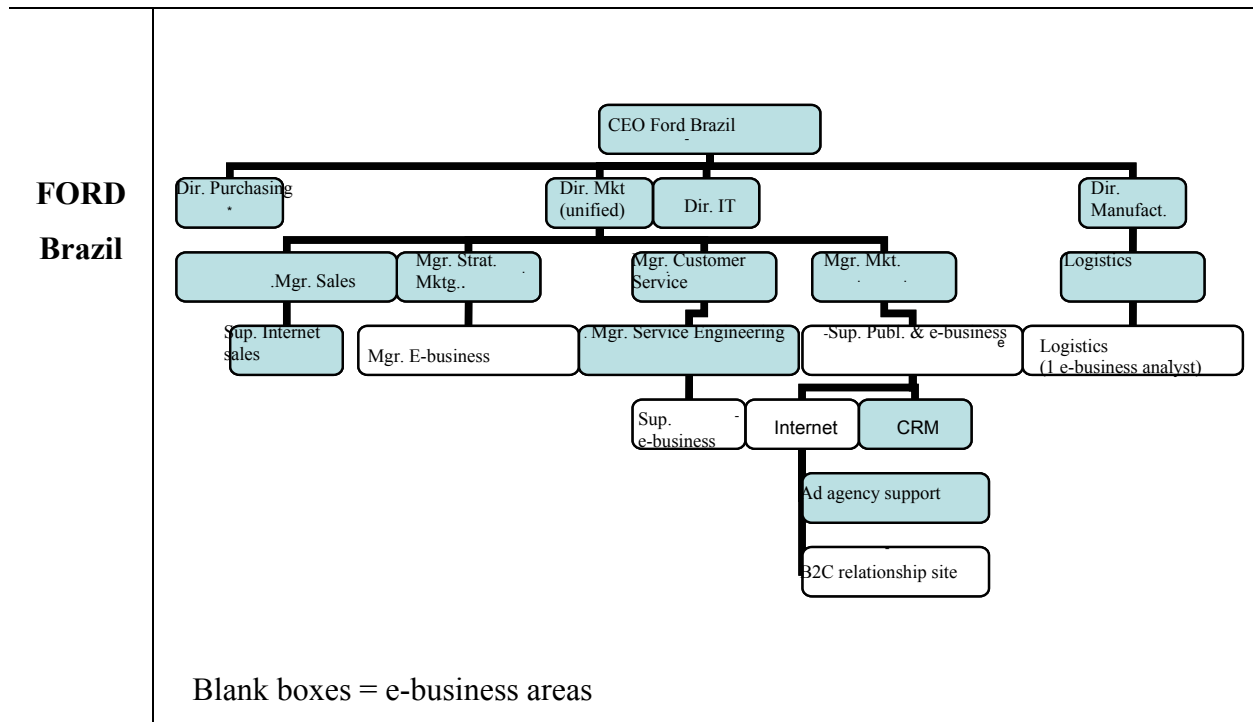 FORD
Brazil
CEO Ford Brazil
Dir. Purchasing
*
Dir. Mkt
(unified)
Dir. IT
Dir.
Manufact.
.Mgr. Sales
Mgr. Strat.
Mktg..
Mgr. Customer
Service
Mgr. Mkt.
Logistics
Sup. Internet
sales
Mgr. E-business
. Mgr. Service Engineering
-Sup. Publ. & e-business
e
Logistics
(1 e-business analyst)
Sup. -
e-business
Internet
CRM
Ad agency support
B2C relationship site
Blank boxes = e-business areas